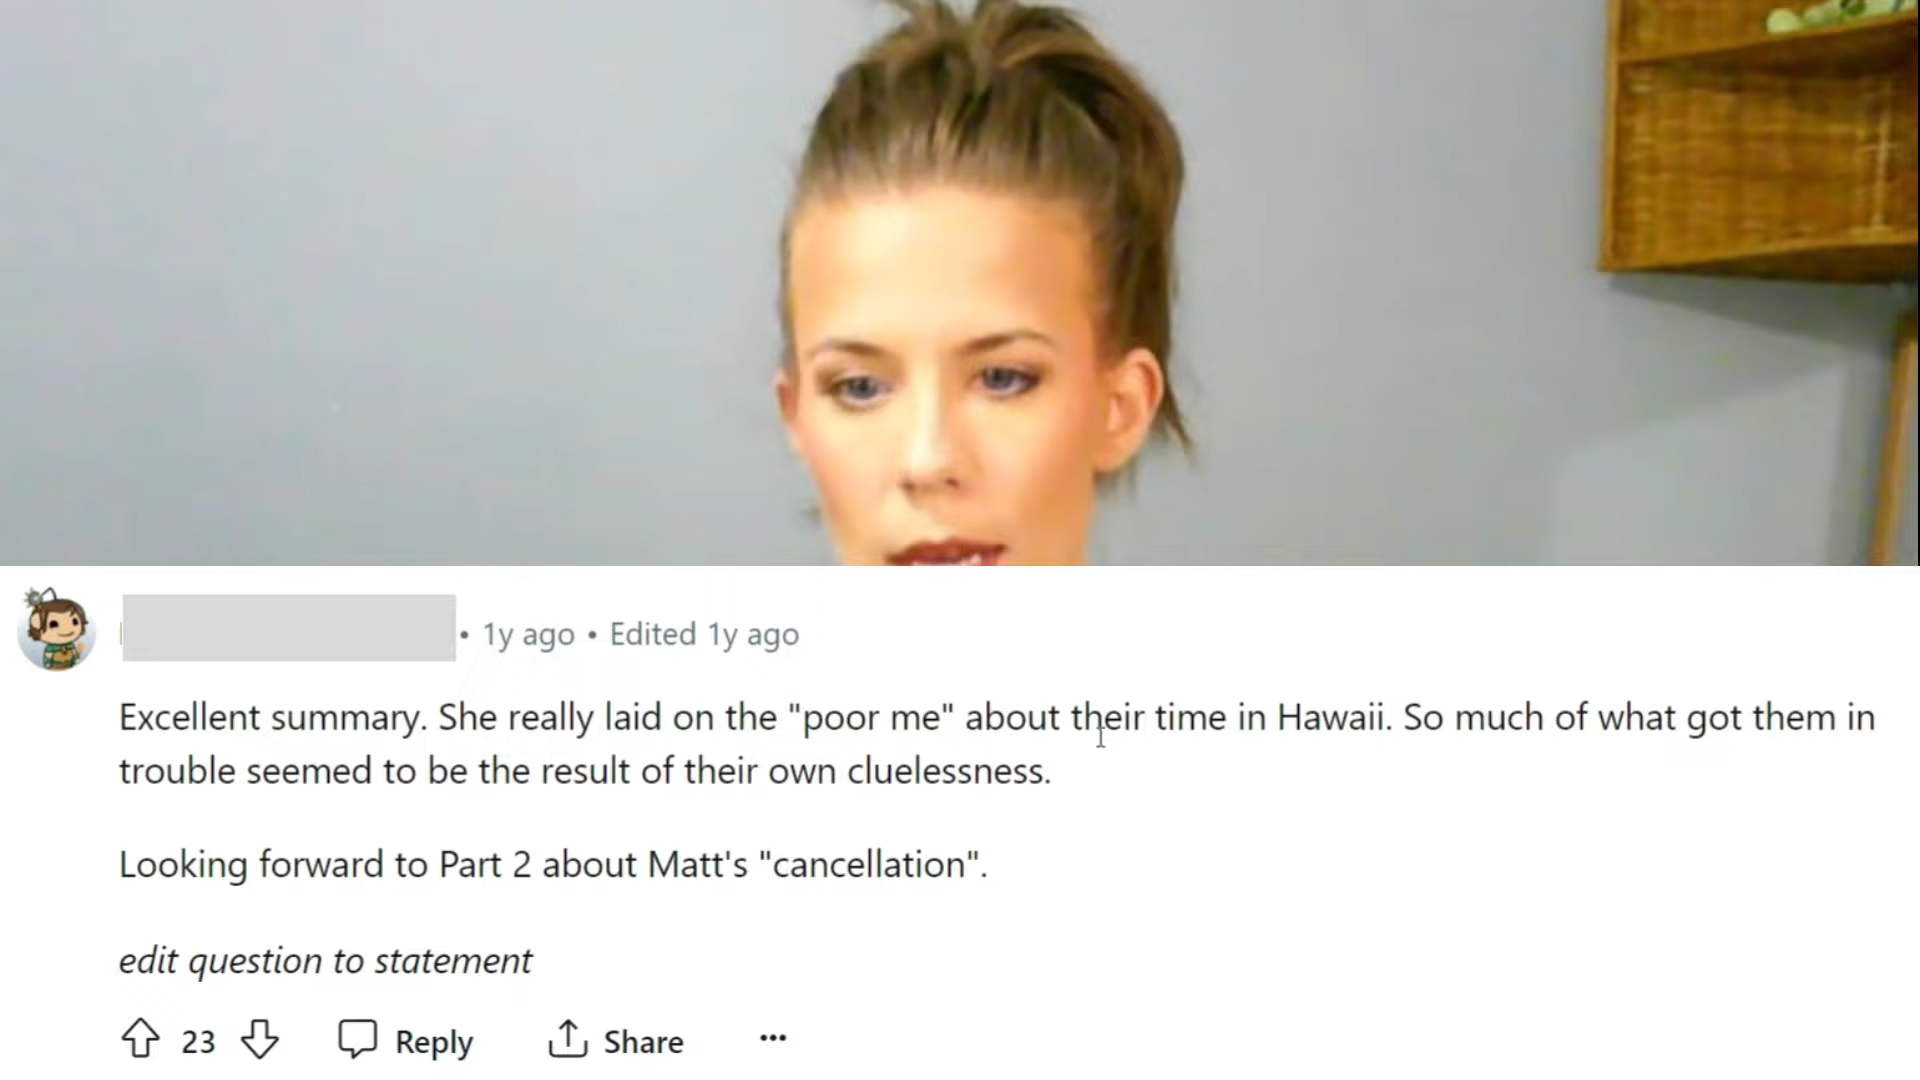 • 1y ago • Edited 1y ago
Excellent summary. She really laid on the "poor me" about their time in Hawaii. So much of what got them in
trouble seemed to be the result of their own cluelessness.
Looking forward to Part 2 about Matt's "cancellation".
edit question to statement
23 Reply Share ...